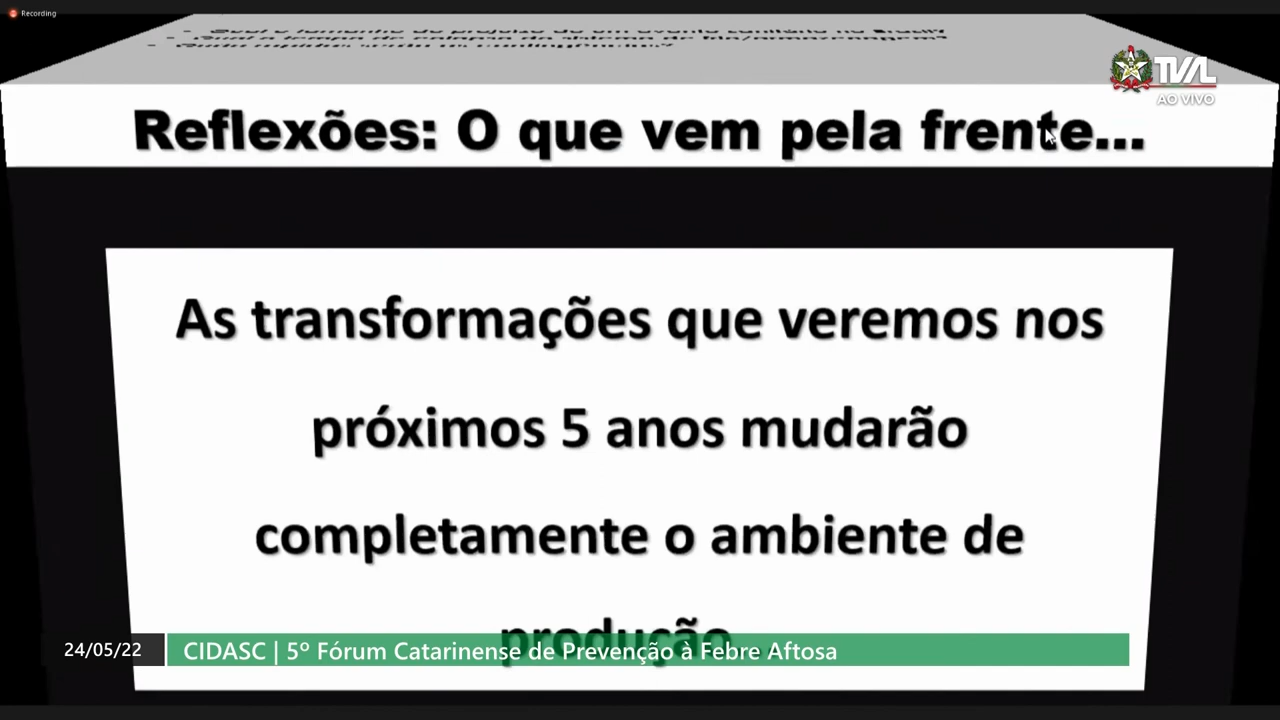 Recording
TVAL
AO VIVO
Reflexões: O que vem pela frente...
As transformações que veremos nos
próximos 5 anos mudarão
completamente o ambiente de
produção
24/05/22
CIDASC | 5º Fórum Catarinense de Prevenção à Febre Aftosa